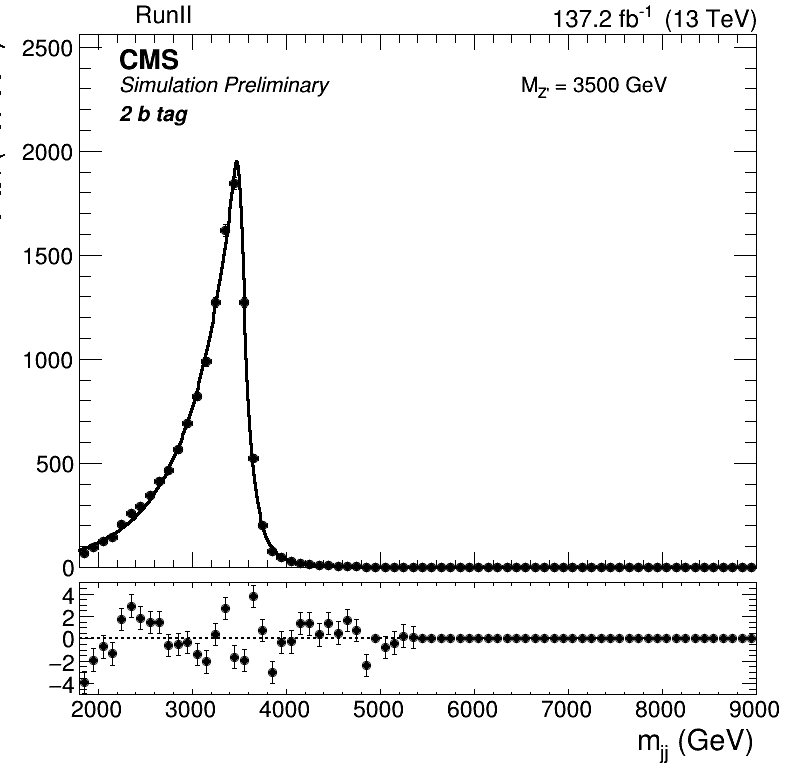 RunII 137.2 fb-1 (13 TeV)
CMS
Simulation Preliminary
MZ' = 3500 GeV
2 b tag
2500
2000
1500
1000
500
0
4
2
0
−2
−4
2000 3000 4000 5000 6000 7000 8000 9000
mjj (GeV)